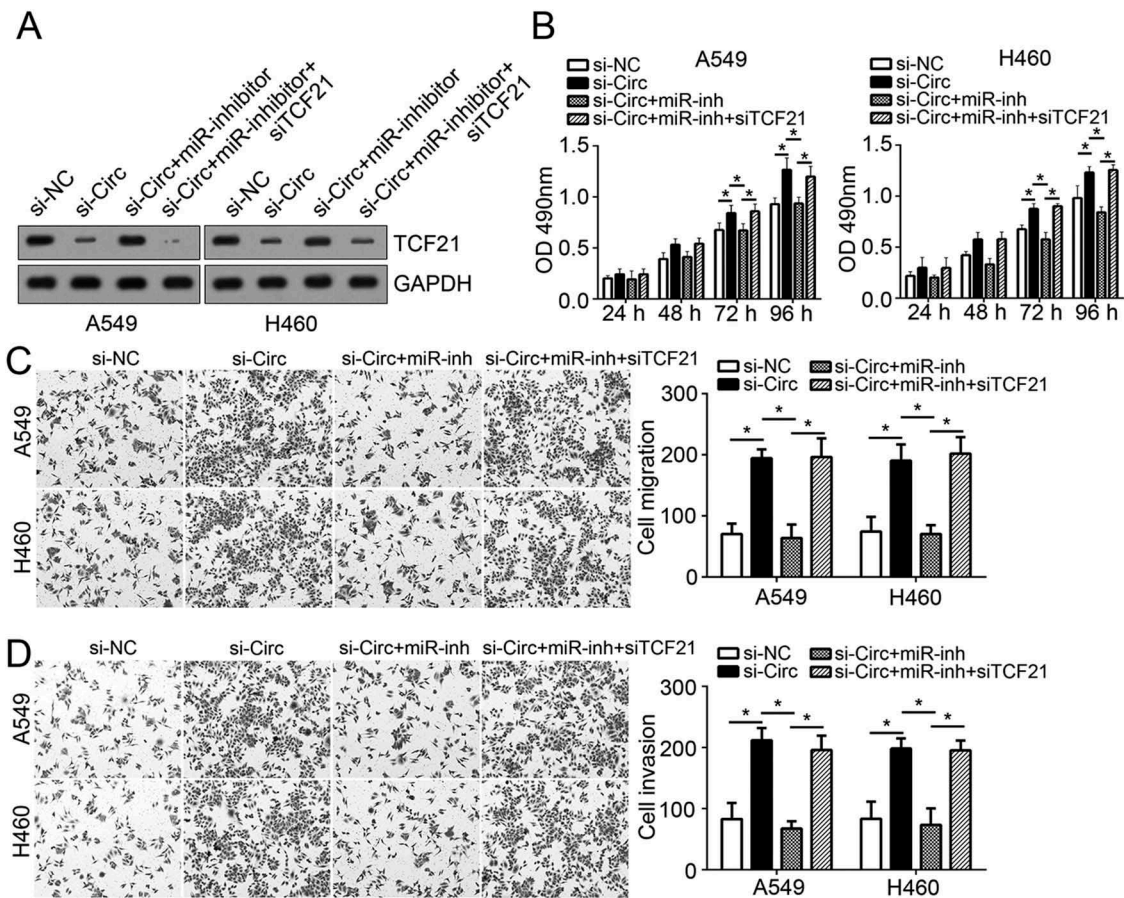 A
si-NC
si-Circ
si-Circ+miR-inhibitor
si-Circ+miR-inhibitor+
siTCF21
si-NC
si-Circ
si-Circ+miR-inhibitor
si-Circ+miR-inhibitor+
siTCF21
TCF21
GAPDH
A549
H460
B
A549
si-NC
si-Circ
si-Circ+miR-inh
si-Circ+miR-inh+siTCF21
OD 490nm
1.5
1.0
0.5
0.0
* * *
* * *
24 h 48 h 72 h 96 h
H460
si-NC
si-Circ
si-Circ+miR-inh
si-Circ+miR-inh+siTCF21
OD 490nm
1.5
1.0
0.5
0.0
* * *
* * *
24 h 48 h 72 h 96 h
C
si-NC si-Circ si-Circ+miR-inh si-Circ+miR-inh+siTCF21
A549
H460
si-NC si-Circ+miR-inh
si-Circ si-Circ+miR-inh+siTCF21
Cell migration
300
200
100
0
* * * * * *
A549 H460
D
si-NC si-Circ si-Circ+miR-inh si-Circ+miR-inh+siTCF21
A549
H460
si-NC si-Circ+miR-inh
si-Circ si-Circ+miR-inh+siTCF21
Cell invasion
300
200
100
0
* * * * * *
A549 H460